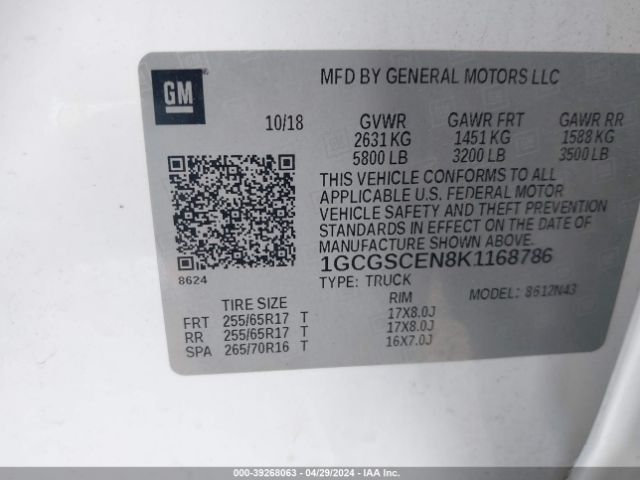 GM
®
MFD BY GENERAL MOTORS LLC
10/18 GVWR GAWR FRT GAWR RR
2631 KG 1451 KG 1588 KG
5800 LB 3200 LB 3500 LB
THIS VEHICLE CONFORMS TO ALL
APPLICABLE U.S. FEDERAL MOTOR
VEHICLE SAFETY AND THEFT PREVENTION
STANDARDS IN EFFECT ON THE DATE OF
MANUFACTURE SHOWN ABOVE.
8624 1GCGSCEN8K1168786
TYPE: TRUCK MODEL: 8612N43
TIRE SIZE RIM
FRT 255/65R17 T 17X8.0J
RR 255/65R17 T 17X8.0J
SPA 265/70R16 T 16X7.0J
000-39268063 - 04/29/2024 - IAA Inc.